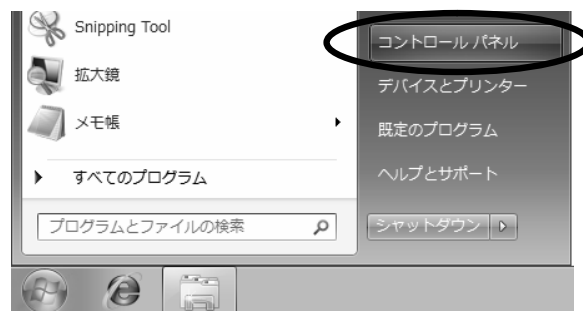 Snipping Tool
拡大鏡
メモ帳
すべてのプログラム
プログラムとファイルの検索
コントロール パネル
デバイスとプリンター
既定のプログラム
ヘルプとサポート
シャットダウン